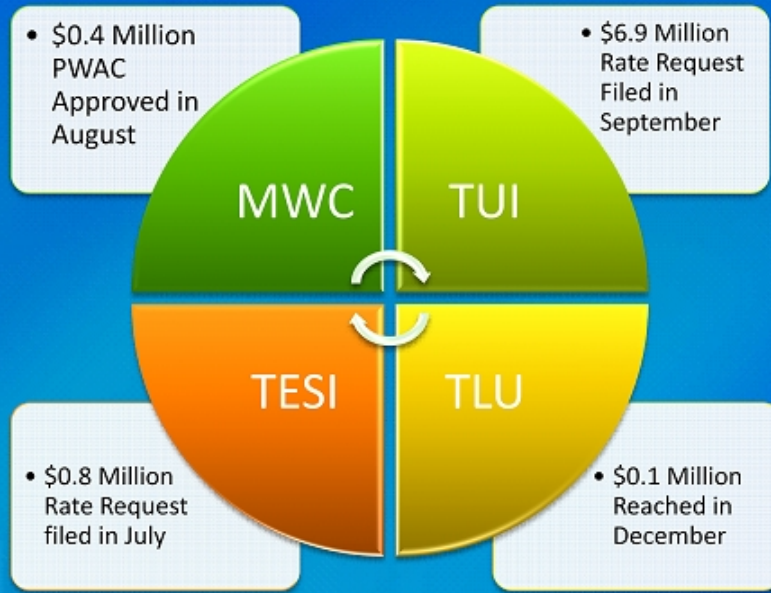 • $0.4 Million
PWAC
Approved in
August
• $6.9 Million
Rate Request
Filed in
September
MWC
TUI
TESI
TLU
• $0.8 Million
Rate Request
filed in July
• $0.1 Million
Reached in
December